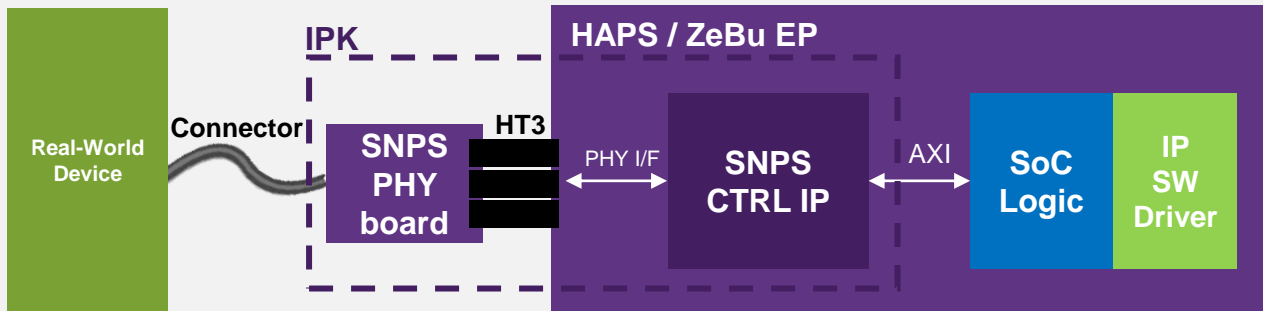 IPK
HAPS / ZeBu EP
Real-World
Device
Connector
SNPS
PHY
board
HT3
PHY I/F
SNPS
CTRL IP
AXI
SoC
Logic
IP
SW
Driver